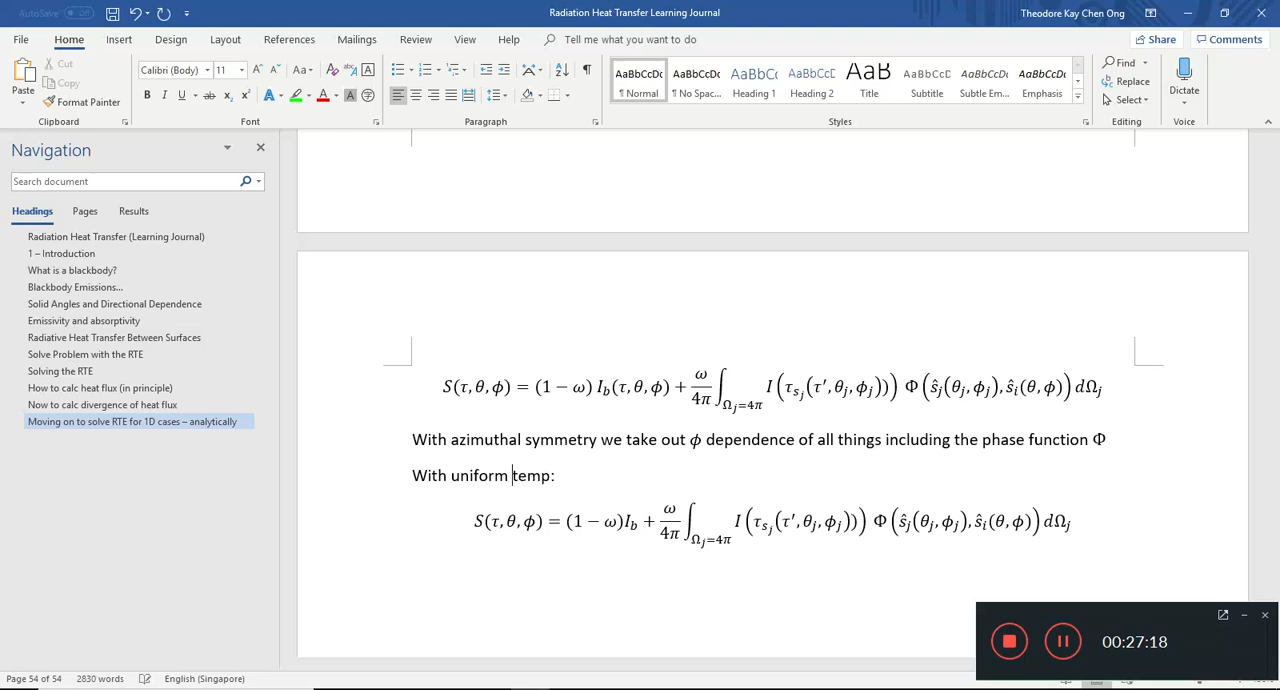 AutoSave Off Radiation Heat Transfer Learning Journal Theodore Kay Chen Ong
File Home Insert Design Layout References Mailings Review View Help Tell me what you want to do Share Comments
Paste Cut Copy Format Painter
Calibri (Body) 11 Aa A
B I U ab x₂ x² A A A
AaBbCcDc AaBbCcDc AaBbCc AaBbCcD AaB AaBbCcD AaBbCcDc AaBbCcDc
¶ Normal ¶ No Spac... Heading 1 Heading 2 Title Subtitle Subtle Em... Emphasis
Find Replace Select Dictate
Clipboard Font Paragraph Styles Editing Voice
Navigation
Search document
Headings Pages Results
Radiation Heat Transfer (Learning Journal)
1 – Introduction
What is a blackbody?
Blackbody Emissions...
Solid Angles and Directional Dependence
Emissivity and absorptivity
Radiative Heat Transfer Between Surfaces
Solve Problem with the RTE
Solving the RTE
How to calc heat flux (in principle)
Now to calc divergence of heat flux
Moving on to solve RTE for 1D cases – analytically
S(τ, θ, ϕ) = (1 − ω) I_b(τ, θ, ϕ) + ω/4π ∫_{Ω_j=4π} I (τ_{s_j}(τ′, θ_j, ϕ_j))) Φ (ŝ_j(θ_j, ϕ_j), ŝ_i(θ, ϕ)) dΩ_j
With azimuthal symmetry we take out ϕ dependence of all things including the phase function Φ
With uniform temp:
S(τ, θ, ϕ) = (1 − ω)I_b + ω/4π ∫_{Ω_j=4π} I (τ_{s_j}(τ′, θ_j, ϕ_j))) Φ (ŝ_j(θ_j, ϕ_j), ŝ_i(θ, ϕ)) dΩ_j
00:27:18
Page 54 of 54 2830 words English (Singapore)